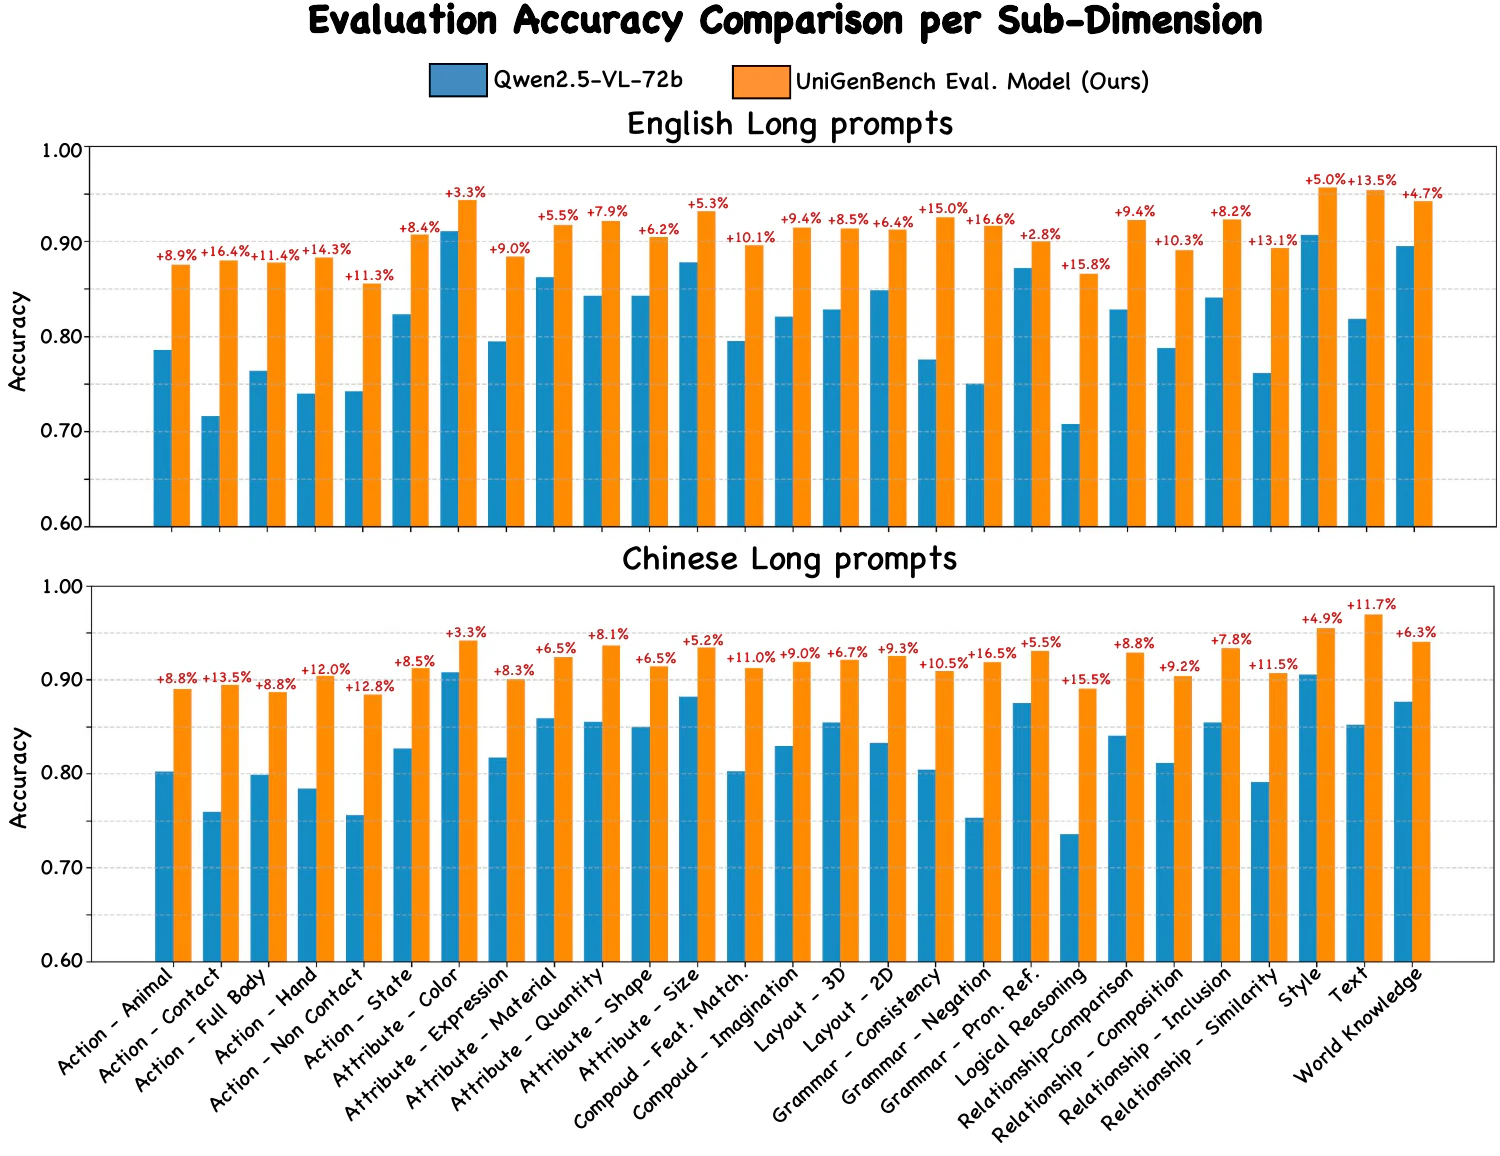 Evaluation Accuracy Comparison per Sub-Dimension
Qwen2.5-VL-72b
UniGenBench Eval. Model (Ours)
English Long prompts
Accuracy
1.00
0.90
0.80
0.70
0.60
+8.9%
+16.4%
+11.4%
+14.3%
+11.3%
+8.4%
+3.3%
+9.0%
+5.5%
+7.9%
+6.2%
+5.3%
+10.1%
+9.4%
+8.5%
+6.4%
+15.0%
+16.6%
+2.8%
+15.8%
+9.4%
+10.3%
+8.2%
+13.1%
+5.0%
+13.5%
+4.7%
Chinese Long prompts
Accuracy
1.00
0.90
0.80
0.70
0.60
+8.8%
+13.5%
+8.8%
+12.0%
+12.8%
+8.5%
+3.3%
+8.3%
+6.5%
+8.1%
+6.5%
+5.2%
+11.0%
+9.0%
+6.7%
+9.3%
+10.5%
+16.5%
+5.5%
+15.5%
+8.8%
+9.2%
+7.8%
+11.5%
+4.9%
+11.7%
+6.3%
Action - Animal
Action - Contact
Action - Full Body
Action - Hand
Action - Non Contact
Action - State
Attribute - Color
Attribute - Expression
Attribute - Material
Attribute - Quantity
Attribute - Shape
Attribute - Size
Compoud - Feat. Match.
Compoud - Imagination
Layout - 3D
Layout - 2D
Grammar - Consistency
Grammar - Negation
Grammar - Pron. Ref.
Logical Reasoning
Relationship-Comparison
Relationship - Composition
Relationship - Inclusion
Relationship - Similarity
Style
Text
World Knowledge